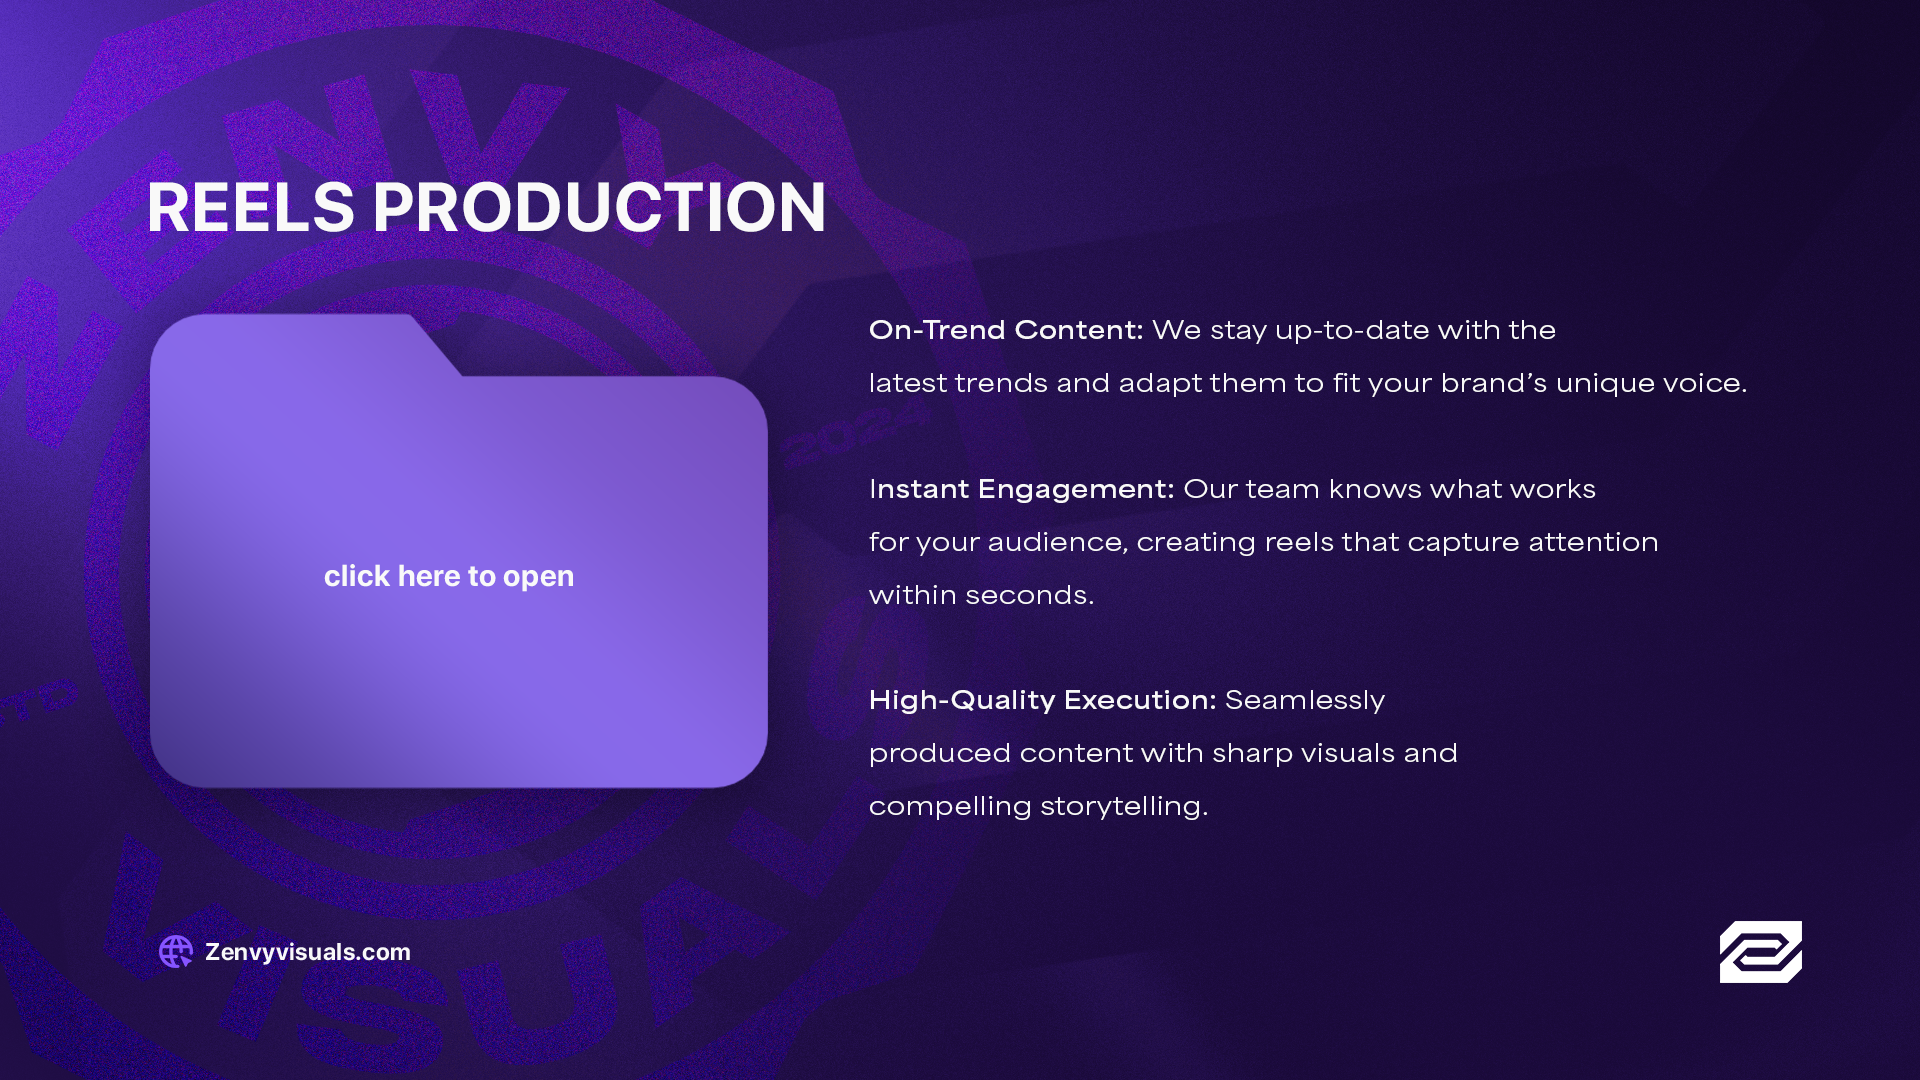 ZENVY
REELS PRODUCTION
On-Trend Content: We stay up-to-date with the
latest trends and adapt them to fit your brand’s unique voice.
2024
Instant Engagement: Our team knows what works
for your audience, creating reels that capture attention
within seconds.
click here to open
High-Quality Execution: Seamlessly
produced content with sharp visuals and
compelling storytelling.
VISUALS
Zenvyvisuals.com